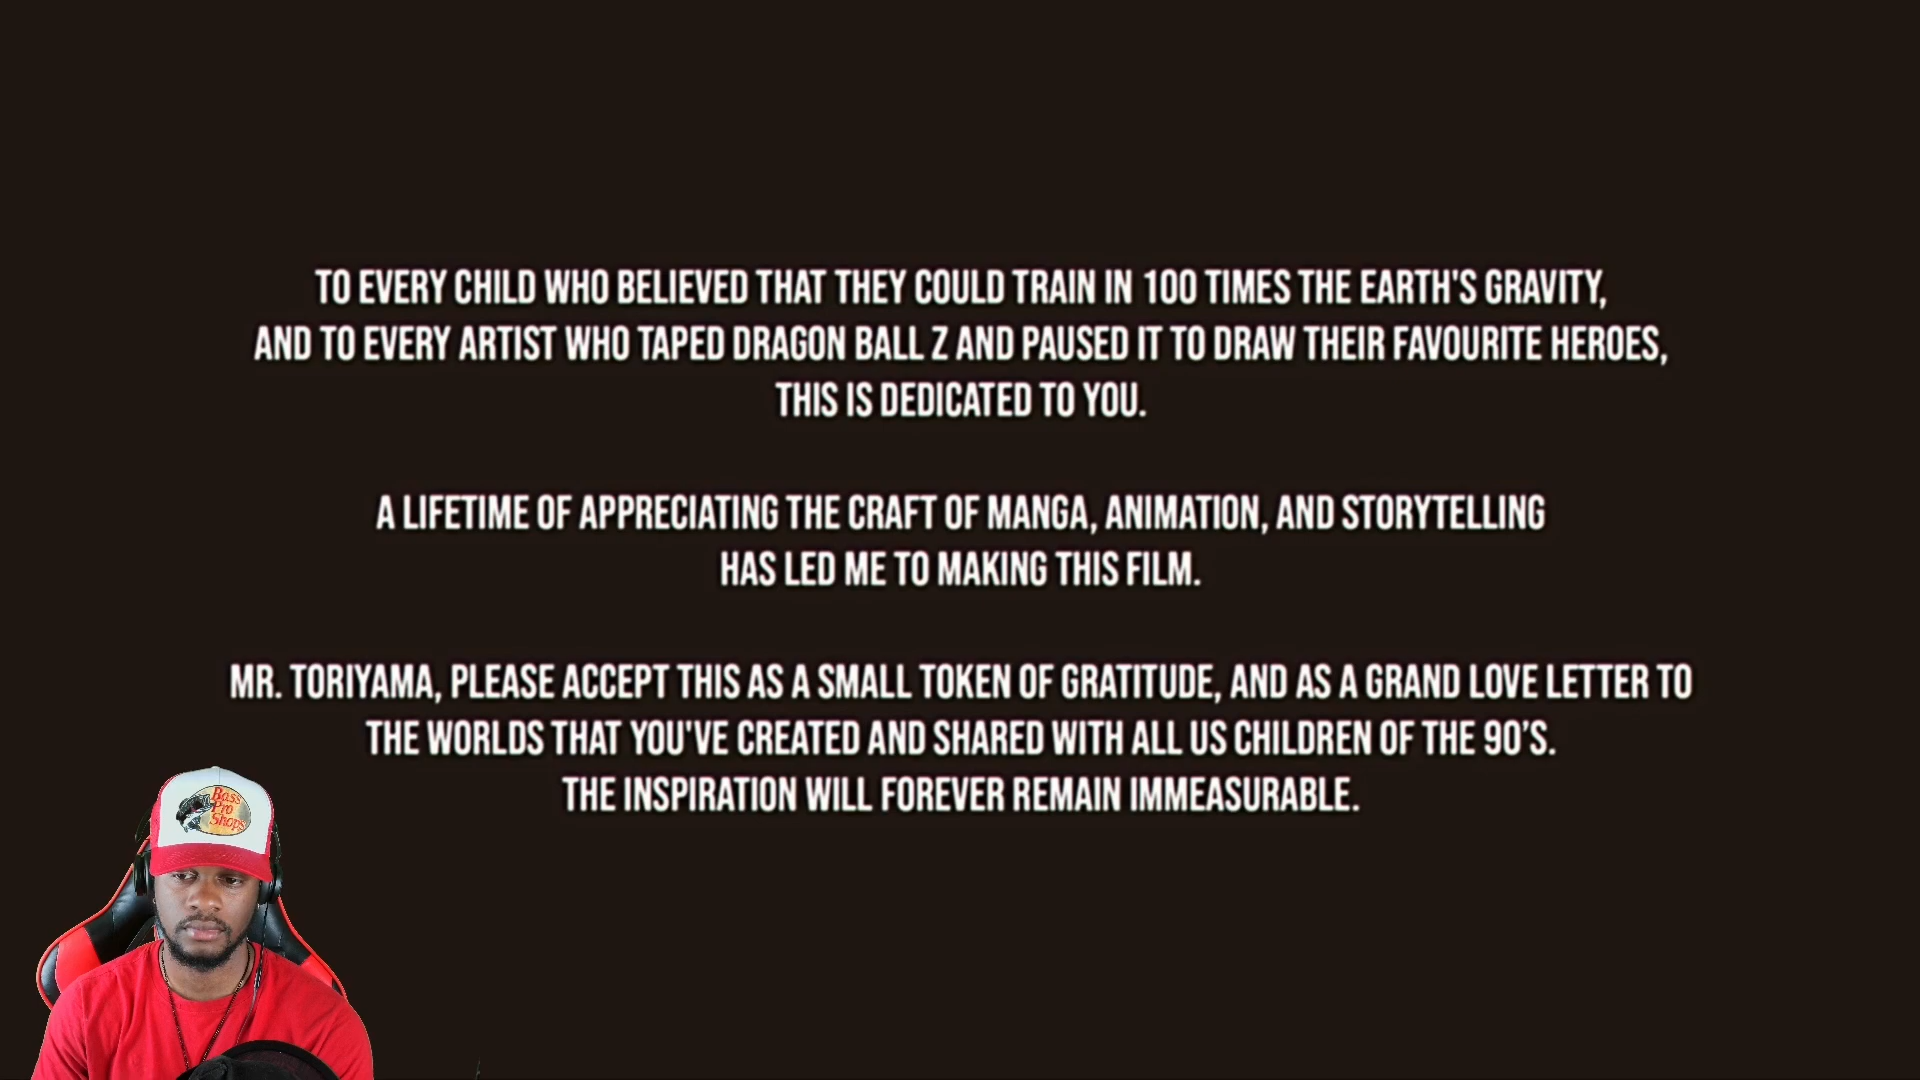 TO EVERY CHILD WHO BELIEVED THAT THEY COULD TRAIN IN 100 TIMES THE EARTH'S GRAVITY,
AND TO EVERY ARTIST WHO TAPED DRAGON BALL Z AND PAUSED IT TO DRAW THEIR FAVOURITE HEROES,
THIS IS DEDICATED TO YOU.
A LIFETIME OF APPRECIATING THE CRAFT OF MANGA, ANIMATION, AND STORYTELLING
HAS LED ME TO MAKING THIS FILM.
MR. TORIYAMA, PLEASE ACCEPT THIS AS A SMALL TOKEN OF GRATITUDE, AND AS A GRAND LOVE LETTER TO
THE WORLDS THAT YOU'VE CREATED AND SHARED WITH ALL US CHILDREN OF THE 90’S.
THE INSPIRATION WILL FOREVER REMAIN IMMEASURABLE.
Bass
Pro
Shops